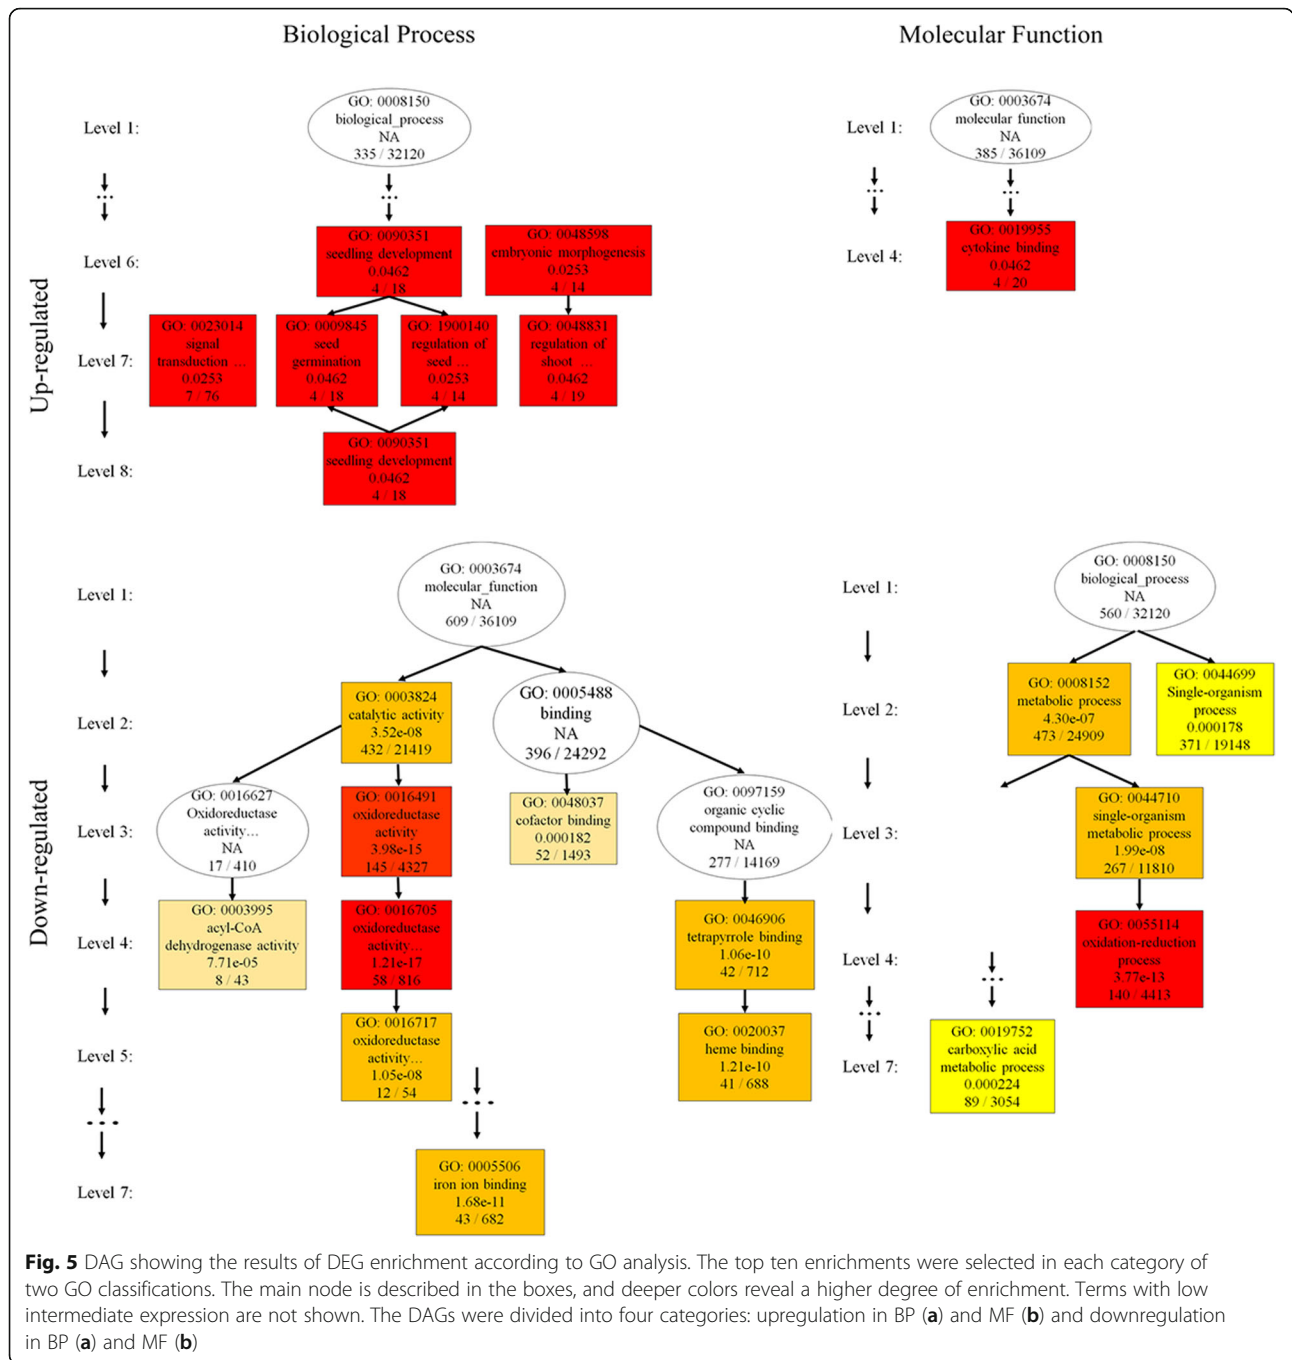 Biological Process
Molecular Function
Up-regulated
Level 1:
GO: 0008150
biological_process
NA
335 / 32120
Level 6:
GO: 0090351
seedling development
0.0462
4 / 18
GO: 0048598
embryonic morphogenesis
0.0253
4 / 14
Level 7:
GO: 0023014
signal
transduction ...
0.0253
7 / 76
GO: 0009845
seed
germination
0.0462
4 / 18
GO: 1900140
regulation of
seed ...
0.0253
4 / 14
GO: 0048831
regulation of
shoot ...
0.0462
4 / 19
Level 8:
GO: 0090351
seedling development
0.0462
4 / 18
Level 1:
GO: 0003674
molecular function
NA
385 / 36109
Level 4:
GO: 0019955
cytokine binding
0.0462
4 / 20
Down-regulated
Level 1:
GO: 0003674
molecular_function
NA
609 / 36109
Level 2:
GO: 0003824
catalytic activity
3.52e-08
432 / 21419
GO: 0005488
binding
NA
396 / 24292
Level 3:
GO: 0016627
Oxidoreductase
activity...
NA
17 / 410
GO: 0016491
oxidoreductase
activity
3.98e-15
145 / 4327
GO: 0048037
cofactor binding
0.000182
52 / 1493
GO: 0097159
organic cyclic
compound binding
NA
277 / 14169
Level 4:
GO: 0003995
acyl-CoA
dehydrogenase activity
7.71e-05
8 / 43
GO: 0016705
oxidoreductase
activity...
1.21e-17
58 / 816
GO: 0046906
tetrapyrrole binding
1.06e-10
42 / 712
Level 5:
GO: 0016717
oxidoreductase
activity...
1.05e-08
12 / 54
GO: 0020037
heme binding
1.21e-10
41 / 688
Level 7:
GO: 0005506
iron ion binding
1.68e-11
43 / 682
Level 1:
GO: 0008150
biological_process
NA
560 / 32120
Level 2:
GO: 0008152
metabolic process
4.30e-07
473 / 24909
GO: 0044699
Single-organism
process
0.000178
371 / 19148
Level 3:
GO: 0044710
single-organism
metabolic process
1.99e-08
267 / 11810
Level 4:
GO: 0055114
oxidation-reduction
process
3.77e-13
140 / 4413
Level 7:
GO: 0019752
carboxylic acid
metabolic process
0.000224
89 / 3054
Fig. 5 DAG showing the results of DEG enrichment according to GO analysis. The top ten enrichments were selected in each category of
two GO classifications. The main node is described in the boxes, and deeper colors reveal a higher degree of enrichment. Terms with low
intermediate expression are not shown. The DAGs were divided into four categories: upregulation in BP (a) and MF (b) and downregulation
in BP (a) and MF (b)